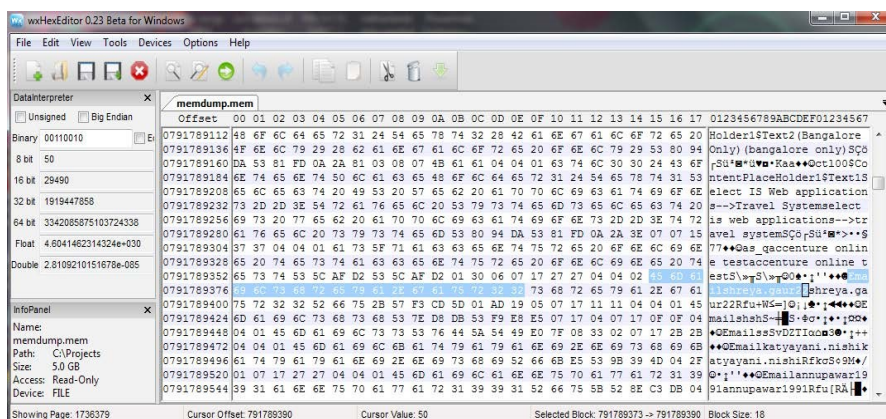 wxHexEditor 0.23 Beta for Windows
File Edit View Tools Devices Options Help
DataInterpreter x
Unsigned Big Endian
Binary 00110010
8 bit 50
16 bit 29490
32 bit 1919447858
64 bit 3342085875103724338
Float 4.6041462314324e+030
Double 2.8109210151678e-085
InfoPanel x
Name:
memdump.mem
Path: C:\Projects
Size: 5.0 GB
Access: Read-Only
Device: FILE
memdump.mem
Offset 00 01 02 03 04 05 06 07 08 09 0A 0B 0C 0D 0E 0F 10 11 12 13 14 15 16 17 0123456789ABCDEF01234567
0791789112 48 6F 6C 64 65 72 31 24 54 65 78 74 32 28 42 61 6E 67 61 6C 6F 72 65 20 Holder1$Text2(Bangalore
0791789136 4F 6E 6C 79 29 28 62 61 6E 67 61 6C 6F 72 65 20 6F 6E 6C 79 29 53 80 94 Only)(bangalore only)SÇö
0791789160 DA 53 81 FD 0A 2A 81 03 08 07 4B 61 61 04 04 01 63 74 6C 30 30 24 43 6F
0791789184 6E 74 65 6E 74 50 6C 61 63 65 48 6F 6C 64 65 72 31 24 54 65 78 74 31 53 ntentPlaceHolder1$Text1S
0791789208 65 6C 65 63 74 20 49 53 20 57 65 62 20 61 70 70 6C 69 63 61 74 69 6F 6E elect IS Web application
0791789232 73 2D 2D 3E 54 72 61 76 65 6C 20 53 79 73 74 65 6D 73 65 6C 65 63 74 20 s-->Travel Systemselect
0791789256 69 73 20 77 65 62 20 61 70 70 6C 69 63 61 74 69 6F 6E 73 2D 2D 3E 74 72 is web applications-->tr
0791789280 61 76 65 6C 20 73 79 73 74 65 6D 53 80 94 DA 53 81 FD 0A 2A 3E 07 07 15
0791789304 37 37 04 04 01 61 73 5F 71 61 63 63 65 6E 74 75 72 65 20 6F 6E 6C 69 6E
0791789328 65 20 74 65 73 74 61 63 63 65 6E 74 75 72 65 20 6F 6E 6C 69 6E 65 20 74 e testaccenture online t
0791789352 65 73 74 53 5C AF D2 53 5C AF D2 01 30 06 07 17 27 27 04 04 02 45 6D 61
0791789376 69 6C 73 68 72 65 79 61 2E 67 61 75 72 32 32 73 68 72 65 79 61 2E 67 61 ilshreya.gaur22shreya.ga
0791789400 75 72 32 32 52 66 75 2B 57 F3 CD 5D 01 AD 19 05 07 17 11 11 04 04 01 45
0791789424 6D 61 69 6C 73 68 73 68 53 7E D8 DB 53 F9 E8 E5 07 17 04 07 17 0F 0F 04
0791789448 04 01 45 6D 61 69 6C 73 73 53 76 44 5A 54 49 E0 7F 08 33 02 07 17 2B 2B
0791789472 04 04 01 45 6D 61 69 6C 6B 61 74 79 61 79 61 6E 69 2E 6E 69 73 68 69 6B
0791789496 61 74 79 61 79 61 6E 69 2E 6E 69 73 68 69 52 66 6B E5 53 9B 39 4D 04 2F
0791789520 01 07 17 27 27 04 04 01 45 6D 61 69 6C 61 6E 6E 75 70 61 77 61 72 31 39
0791789544 39 31 61 6E 6E 75 70 61 77 61 72 31 39 39 31 52 66 75 5B 52 8E C3 DB 04
Showing Page: 1736379 Cursor Offset: 791789390 Cursor Value: 50 Selected Block: 791789373 -> 791789390 Block Size: 18